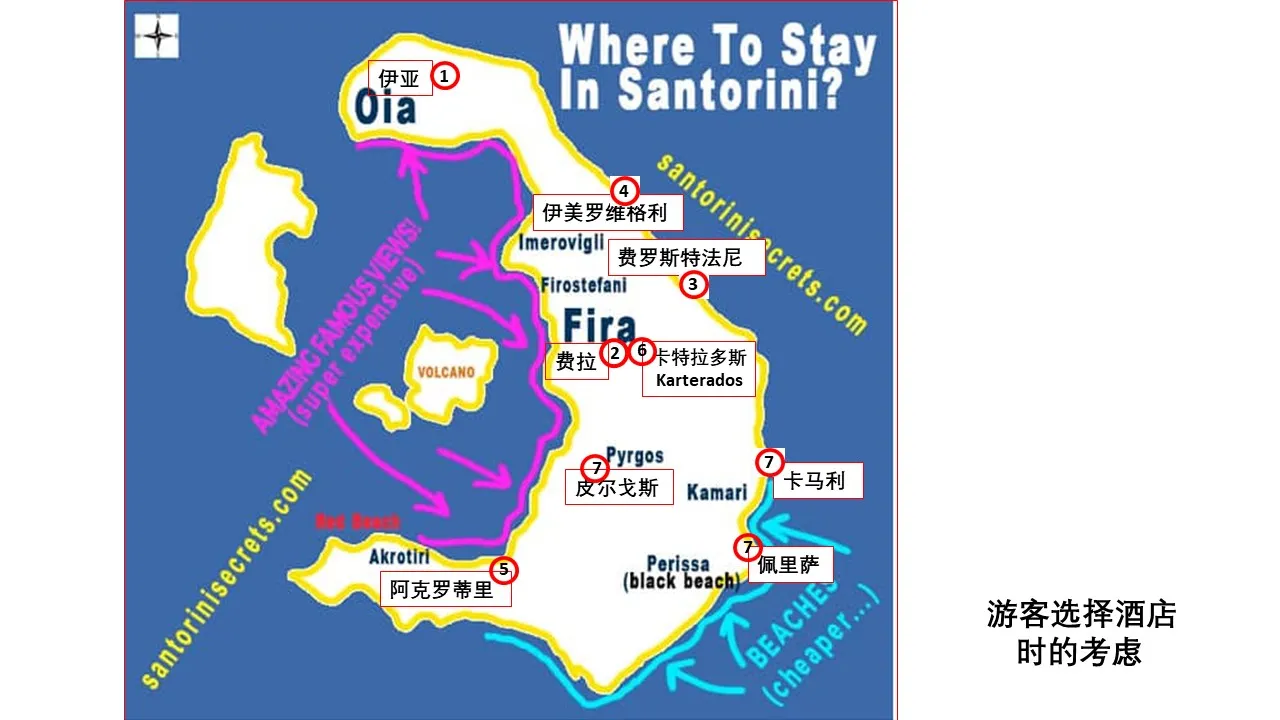 Where To Stay
In Santorini?
伊亚
1
Oia
santorinisecrets.com
4
伊美罗维格利
Imerovigli
费罗斯特法尼
3
Firostefani
Fira
费拉
2
6
卡特拉多斯
Karterados
AMAZING FAMOUS VIEWS!
(super expensive)
VOLCANO
Pyrgos
7
皮尔戈斯
7
卡马利
Kamari
santorinisecrets.com
Red Beach
Akrotiri
5
阿克罗蒂里
7
佩里萨
Perissa
(black beach)
BEACHES
(cheaper...)
游客选择酒店
时的考虑